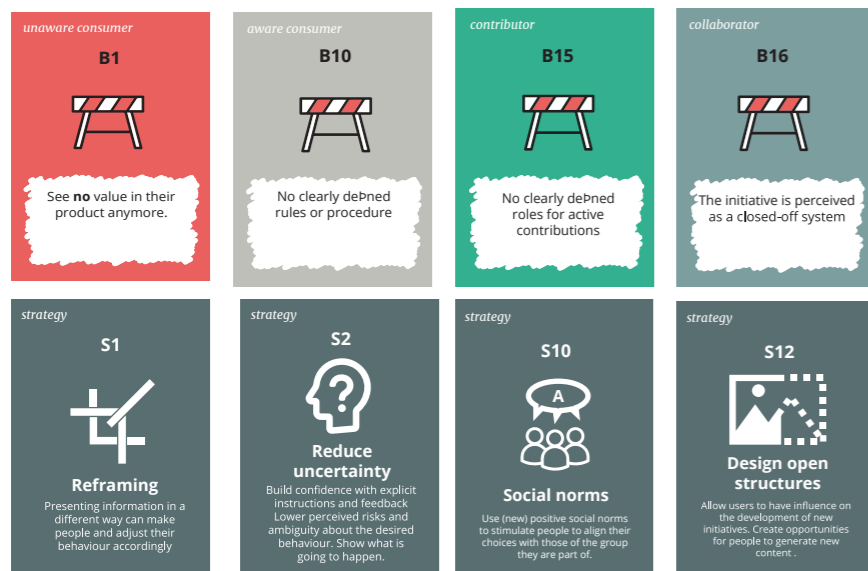 unaware consumer
B1
See no value in their
product anymore.
aware consumer
B10
No clearly deÞned
rules or procedure
contributor
B15
No clearly deÞned
roles for active
contributions
collaborator
B16
The initiative is perceived
as a closed-off system
strategy
S1
Reframing
Presenting information in a
different way can make
people and adjust their
behaviour accordingly
strategy
S2
?
Reduce
uncertainty
Build confidence with explicit
instructions and feedback
Lower perceived risks and
ambiguity about the desired
behaviour. Show what is
going to happen.
strategy
S10
A
Social norms
Use (new) positive social norms
to stimulate people to align their
choices with those of the group
they are part of.
strategy
S12
Design open
structures
Allow users to have influence on
the development of new
initiatives. Create opportunities
for people to generate new
content .